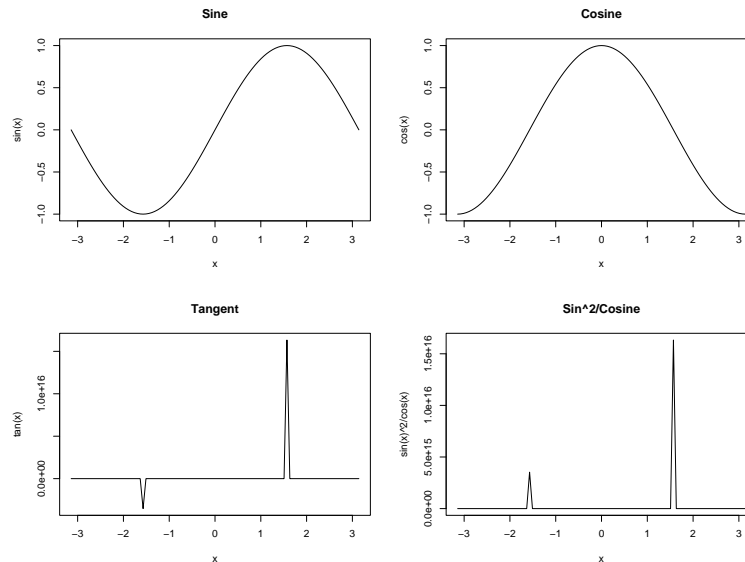 Sine
sin(x)
1.0
0.5
0.0
−0.5
−1.0
−3 −2 −1 0 1 2 3
x
Cosine
cos(x)
1.0
0.5
0.0
−0.5
−1.0
−3 −2 −1 0 1 2 3
x
Tangent
tan(x)
1.0e+16
0.0e+00
−3 −2 −1 0 1 2 3
x
Sin^2/Cosine
sin(x)^2/cos(x)
1.5e+16
1.0e+16
5.0e+15
0.0e+00
−3 −2 −1 0 1 2 3
x